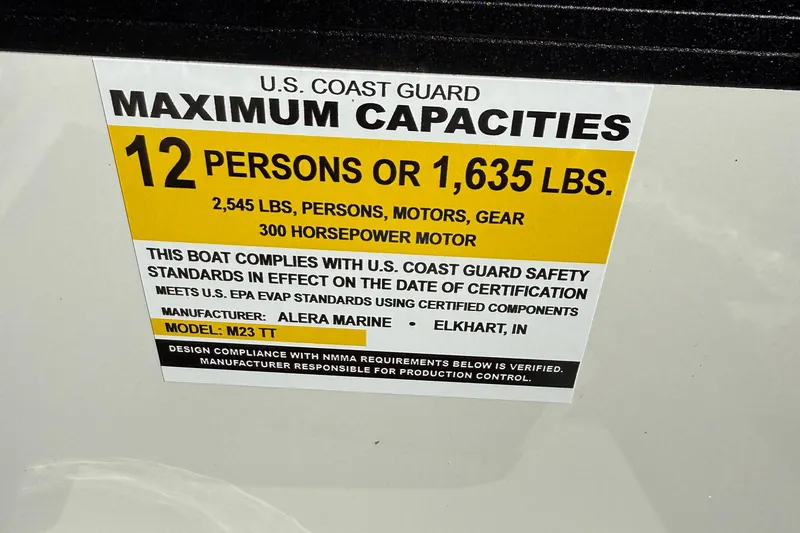 U.S. COAST GUARD
MAXIMUM CAPACITIES
12 PERSONS OR 1,635 LBS.
2,545 LBS, PERSONS, MOTORS, GEAR
300 HORSEPOWER MOTOR
THIS BOAT COMPLIES WITH U.S. COAST GUARD SAFETY
STANDARDS IN EFFECT ON THE DATE OF CERTIFICATION
MEETS U.S. EPA EVAP STANDARDS USING CERTIFIED COMPONENTS
MANUFACTURER: ALERA MARINE • ELKHART, IN
MODEL: M23 TT
DESIGN COMPLIANCE WITH NMMA REQUIREMENTS BELOW IS VERIFIED.
MANUFACTURER RESPONSIBLE FOR PRODUCTION CONTROL.